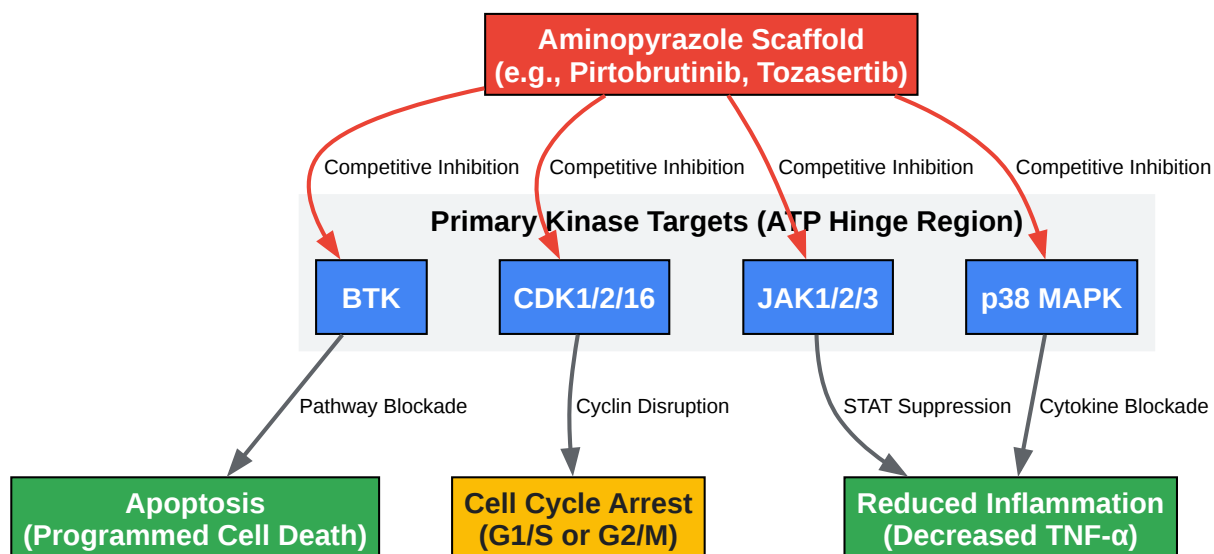 Aminopyrazole Scaffold
(e.g., Pirtobrutinib, Tozasertib)
Competitive Inhibition
Competitive Inhibition
Competitive Inhibition
Competitive Inhibition
Primary Kinase Targets (ATP Hinge Region)
BTK
CDK1/2/16
JAK1/2/3
p38 MAPK
Pathway Blockade
Cyclin Disruption
STAT Suppression
Cytokine Blockade
Apoptosis
(Programmed Cell Death)
Cell Cycle Arrest
(G1/S or G2/M)
Reduced Inflammation
(Decreased TNF-α)